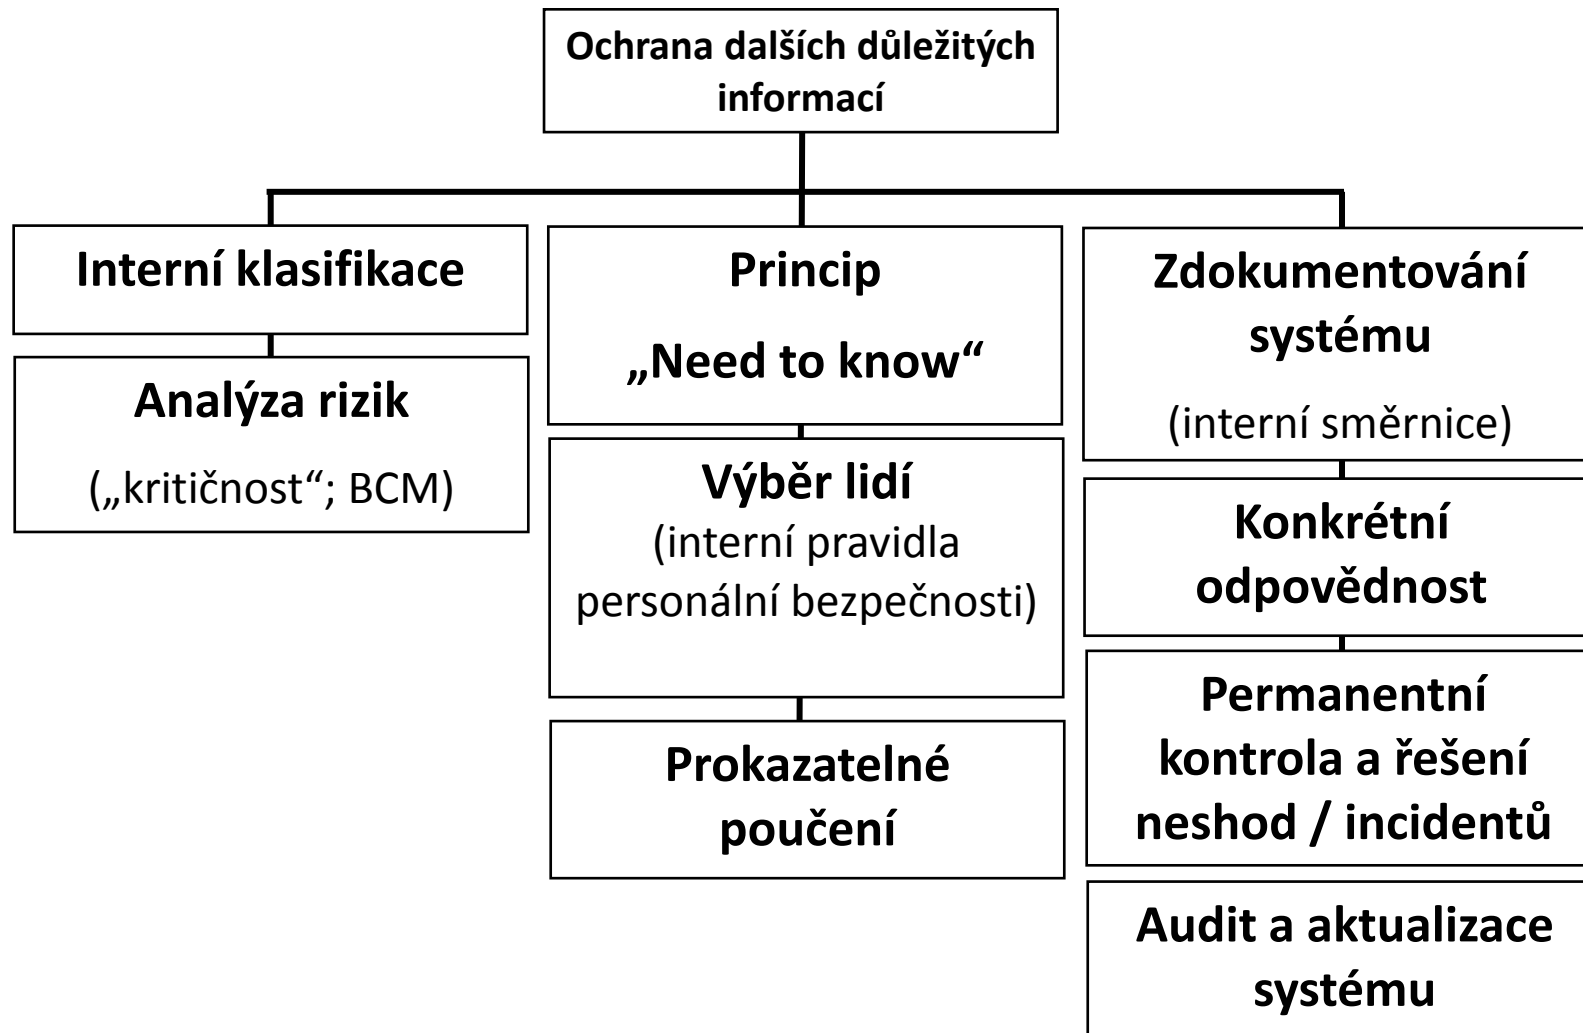 Ochrana dalších důležitých
informací
Interní klasifikace
Analýza rizik
(„kritičnost“; BCM)
Princip
„Need to know“
Výběr lidí
(interní pravidla
personální bezpečnosti)
Prokazatelné
poučení
Zdokumentování
systému
(interní směrnice)
Konkrétní
odpovědnost
Permanentní
kontrola a řešení
neshod / incidentů
Audit a aktualizace
systému